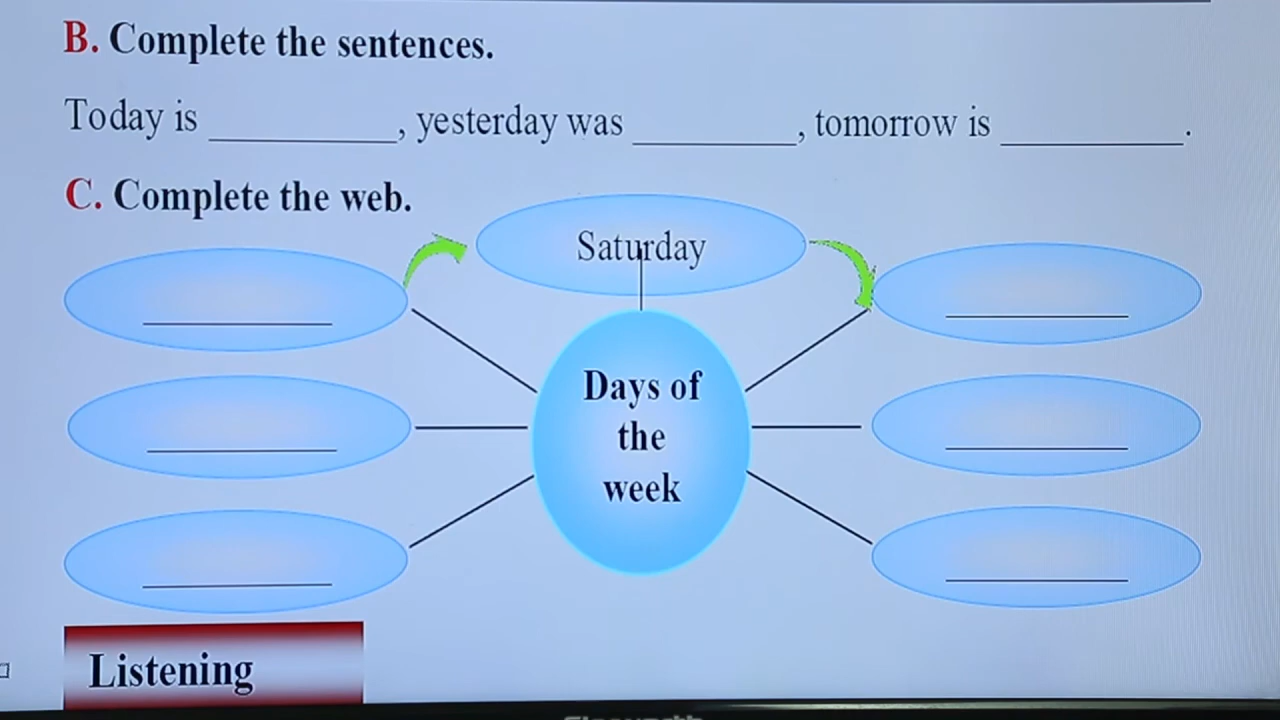 B. Complete the sentences.
Today is __________, yesterday was _________, tomorrow is __________.
C. Complete the web.
Saturday
Days of
the
week
Listening